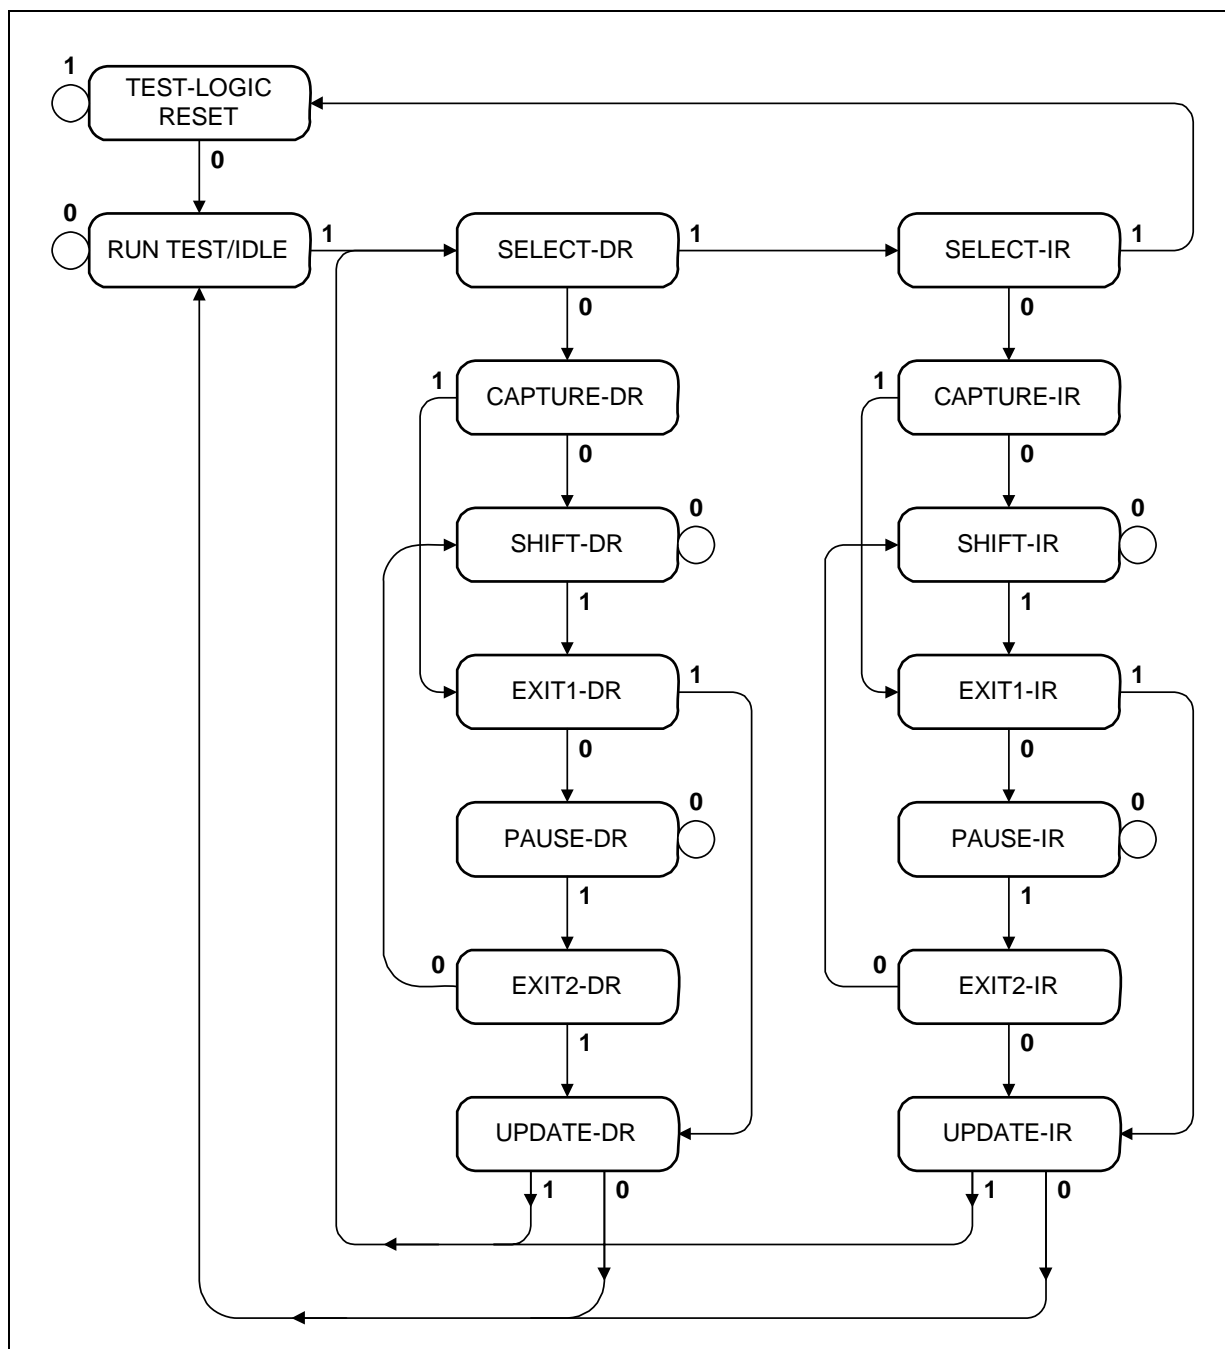 1
TEST-LOGIC
RESET
0
0
RUN TEST/IDLE
1
SELECT-DR
1
SELECT-IR
1
0
0
1
CAPTURE-DR
1
CAPTURE-IR
0
0
SHIFT-DR
0
SHIFT-IR
0
1
1
EXIT1-DR
1
EXIT1-IR
1
0
0
PAUSE-DR
0
PAUSE-IR
0
1
1
0
EXIT2-DR
0
EXIT2-IR
1
0
UPDATE-DR
UPDATE-IR
1
0
1
0